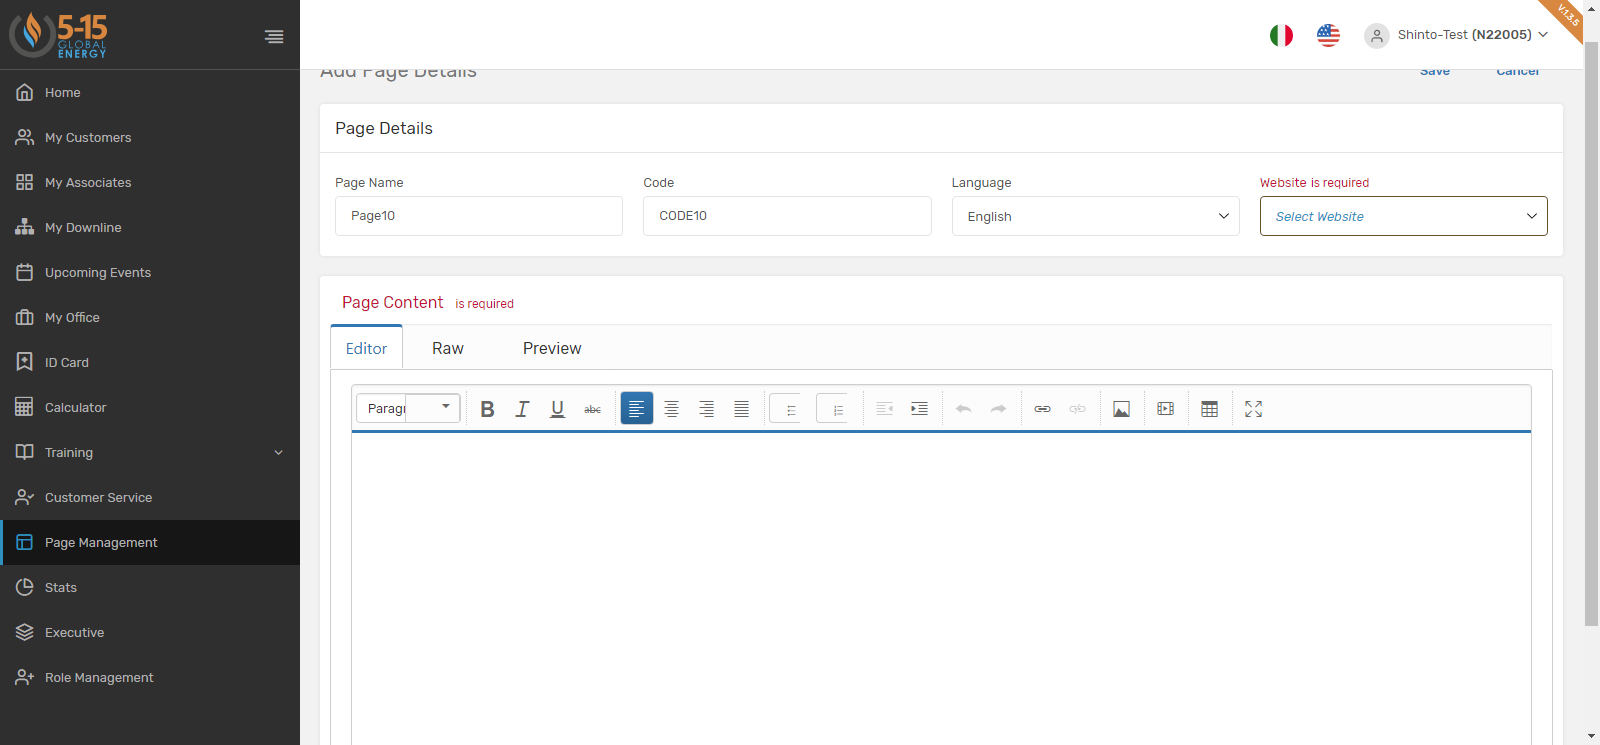 5-15
GLOBAL
ENERGY
Shinto-Test (N22005)
V.1.3.5
Home
My Customers
My Associates
My Downline
Upcoming Events
My Office
ID Card
Calculator
Training
Customer Service
Page Management
Stats
Executive
Role Management
Add Page Details
Save
Cancel
Page Details
Page Name
Code
Language
Website is required
Page10
CODE10
English
Select Website
Page Content is required
Editor
Raw
Preview
Paragr
B I U abc